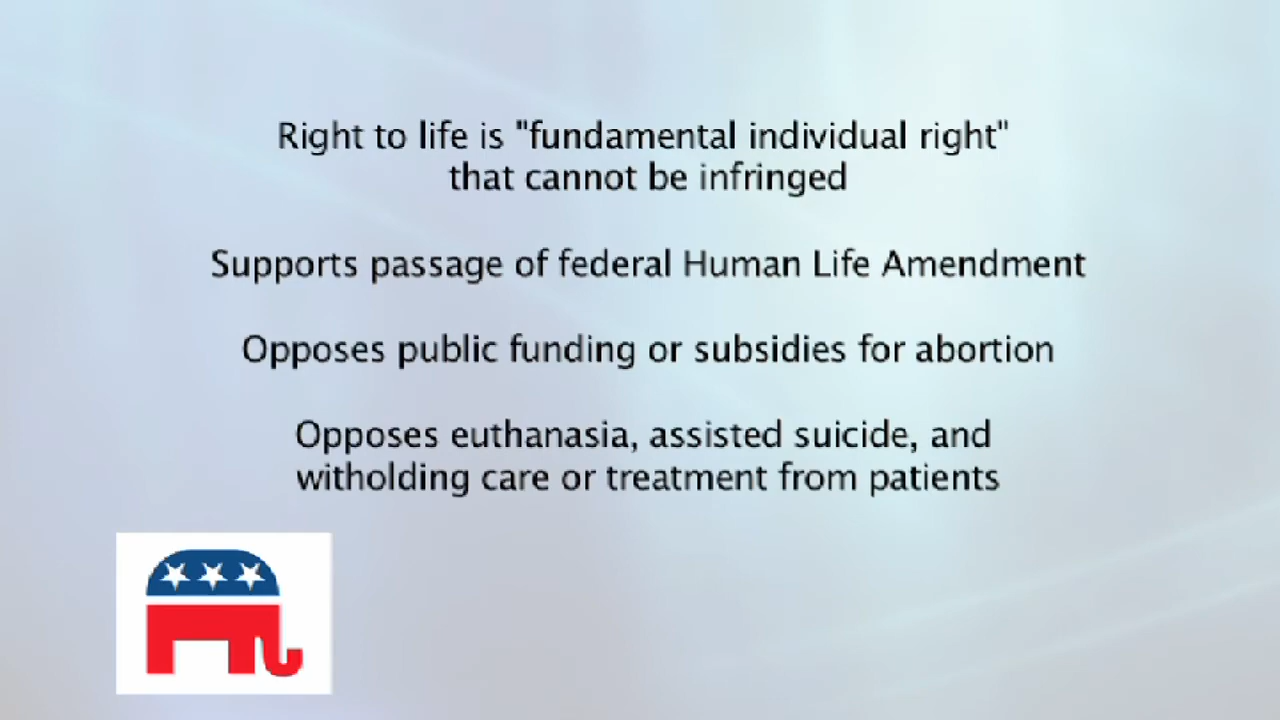 Right to life is "fundamental individual right"
that cannot be infringed
Supports passage of federal Human Life Amendment
Opposes public funding or subsidies for abortion
Opposes euthanasia, assisted suicide, and
witholding care or treatment from patients